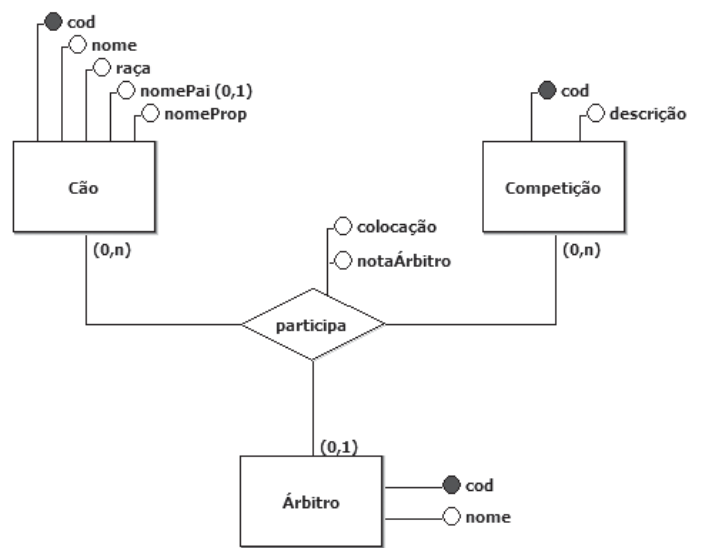 cod
nome
raça
nomePai (0,1)
nomeProp
Cão
(0,n)
cod
descrição
Competição
(0,n)
colocação
notaÁrbitro
participa
(0,1)
Árbitro
cod
nome